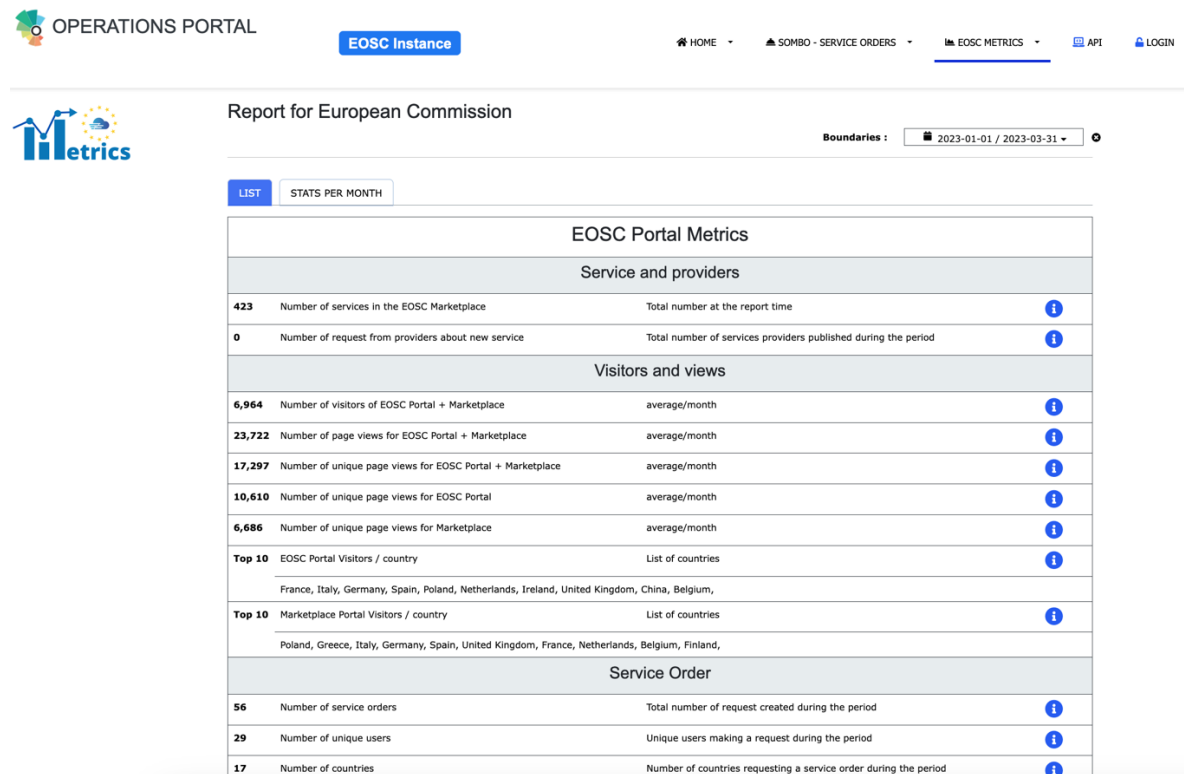 OPERATIONS PORTAL
EOSC Instance
HOME
SOMBO - SERVICE ORDERS
EOSC METRICS
API
LOGIN
Metrics
Report for European Commission
Boundaries :
2023-01-01 / 2023-03-31
LIST
STATS PER MONTH
EOSC Portal Metrics
Service and providers
423 Number of services in the EOSC Marketplace Total number at the report time
0 Number of request from providers about new service Total number of services providers published during the period
Visitors and views
6,964 Number of visitors of EOSC Portal + Marketplace average/month
23,722 Number of page views for EOSC Portal + Marketplace average/month
17,297 Number of unique page views for EOSC Portal + Marketplace average/month
10,610 Number of unique page views for EOSC Portal average/month
6,686 Number of unique page views for Marketplace average/month
Top 10 EOSC Portal Visitors / country List of countries
France, Italy, Germany, Spain, Poland, Netherlands, Ireland, United Kingdom, China, Belgium,
Top 10 Marketplace Portal Visitors / country List of countries
Poland, Greece, Italy, Germany, Spain, United Kingdom, France, Netherlands, Belgium, Finland,
Service Order
56 Number of service orders Total number of request created during the period
29 Number of unique users Unique users making a request during the period
17 Number of countries Number of countries requesting a service order during the period